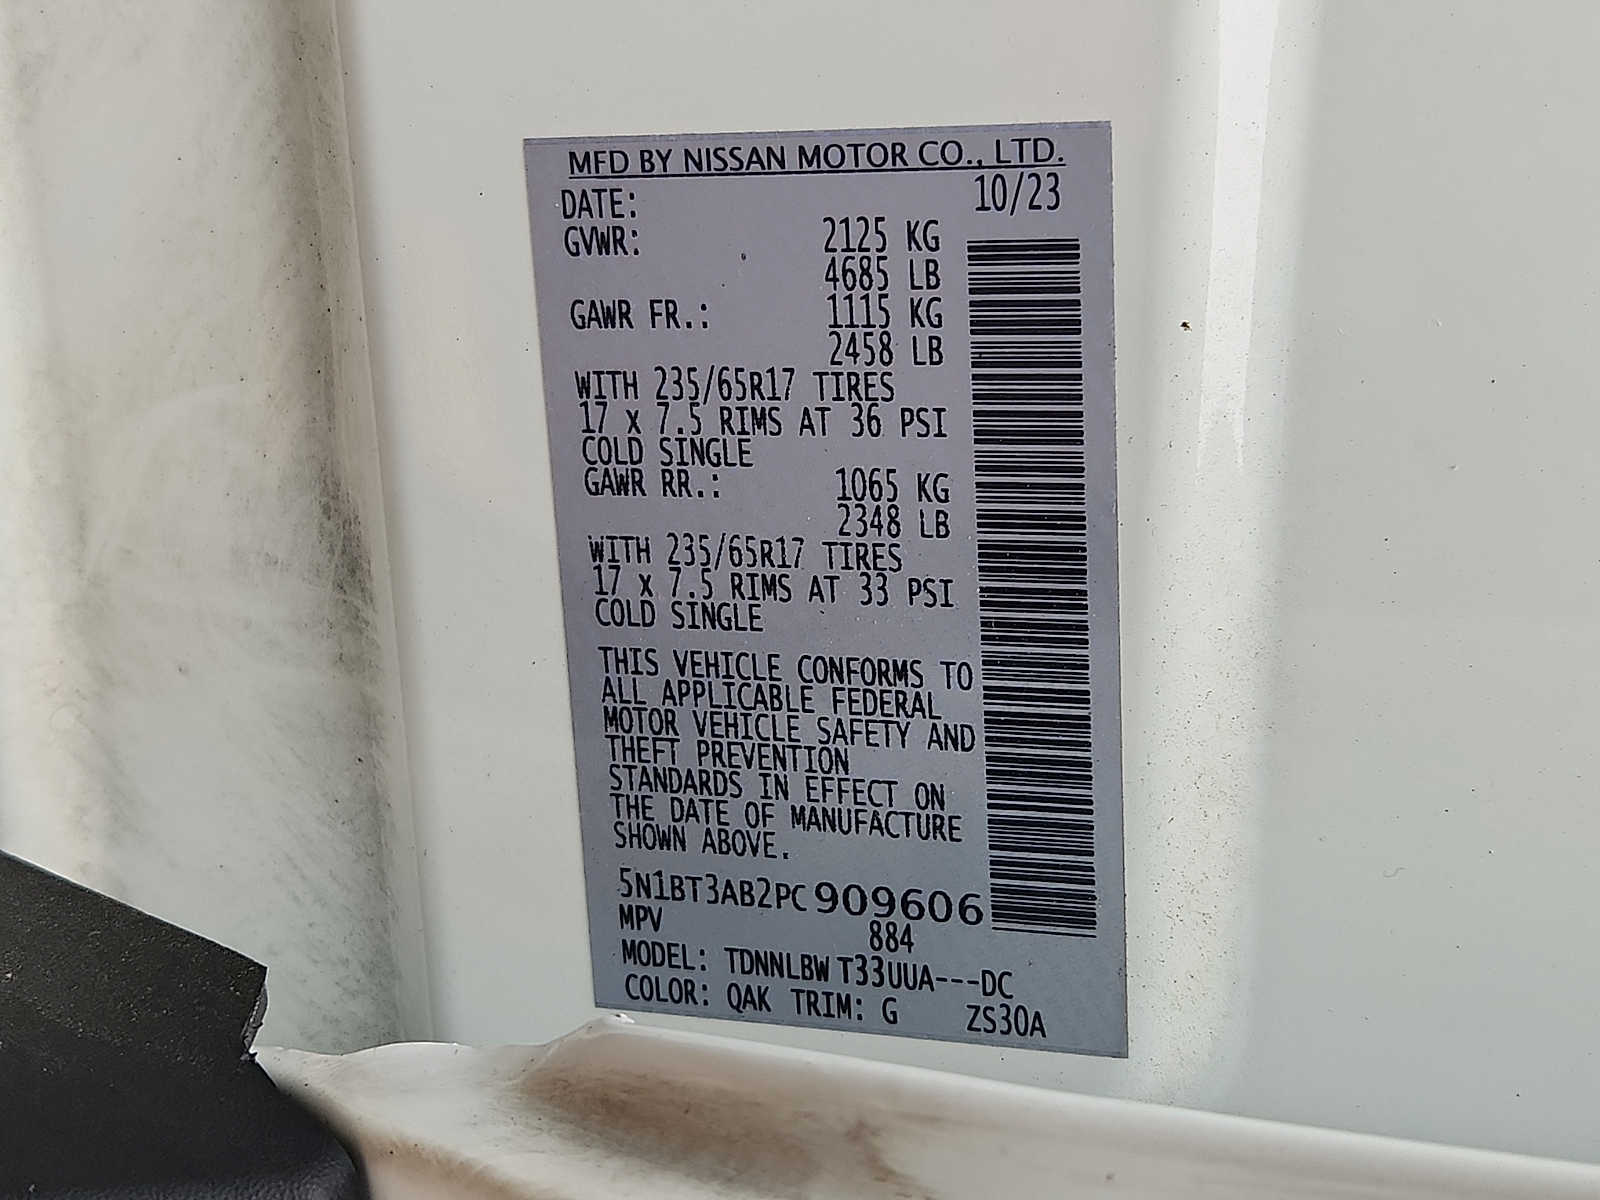 MFD BY NISSAN MOTOR CO., LTD.
DATE: 10/23
GVWR: 2125 KG
4685 LB
GAWR FR.: 1115 KG
2458 LB
WITH 235/65R17 TIRES
17 x 7.5 RIMS AT 36 PSI
COLD SINGLE
GAWR RR.: 1065 KG
2348 LB
WITH 235/65R17 TIRES
17 x 7.5 RIMS AT 33 PSI
COLD SINGLE
THIS VEHICLE CONFORMS TO
ALL APPLICABLE FEDERAL
MOTOR VEHICLE SAFETY AND
THEFT PREVENTION
STANDARDS IN EFFECT ON
THE DATE OF MANUFACTURE
SHOWN ABOVE.
5N1BT3AB2PC909606
MPV 884
MODEL: TDNNLBW T33UUA---DC
COLOR: QAK TRIM: G ZS30A